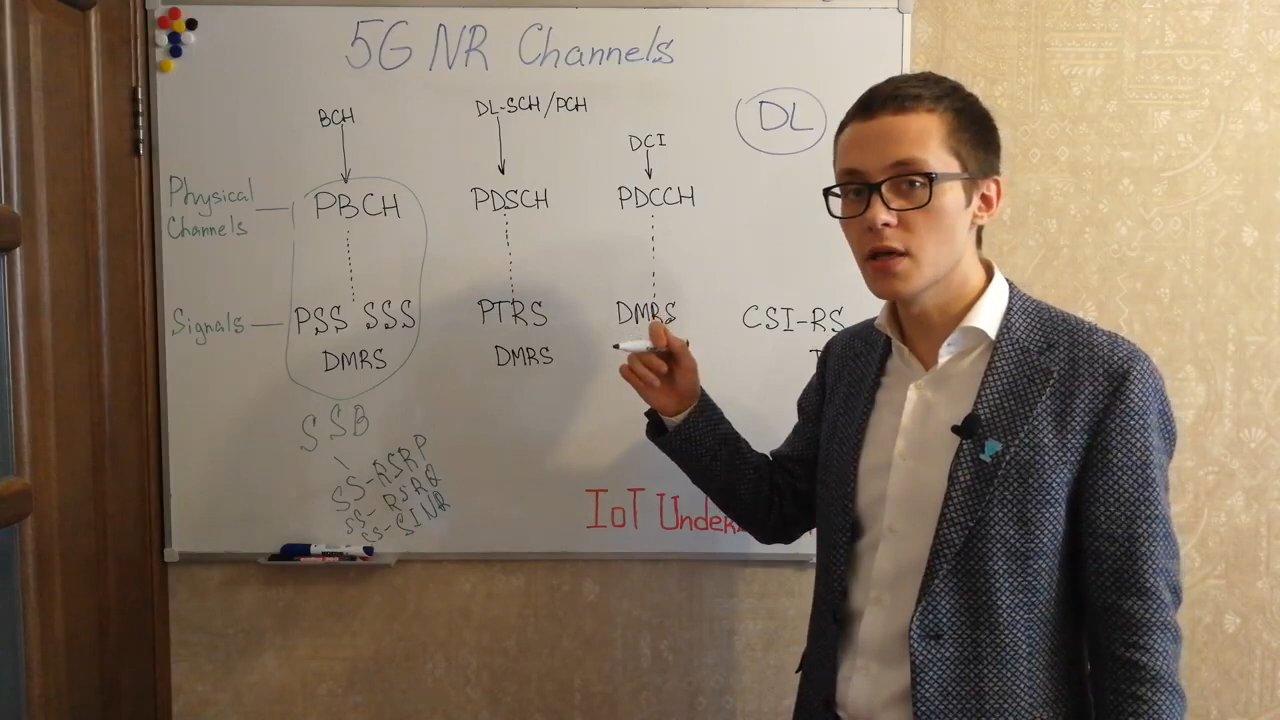 5G NR Channels
BCH
DL-SCH/PCH
DCI
DL
Physical Channels
PBCH
PDSCH
PDCCH
Signals
PSS SSS
DMRS
PTRS
DMRS
DMRS
CSI-RS
SSB
SS-RSRP
SS-RSRQ
SS-SINR
IoT